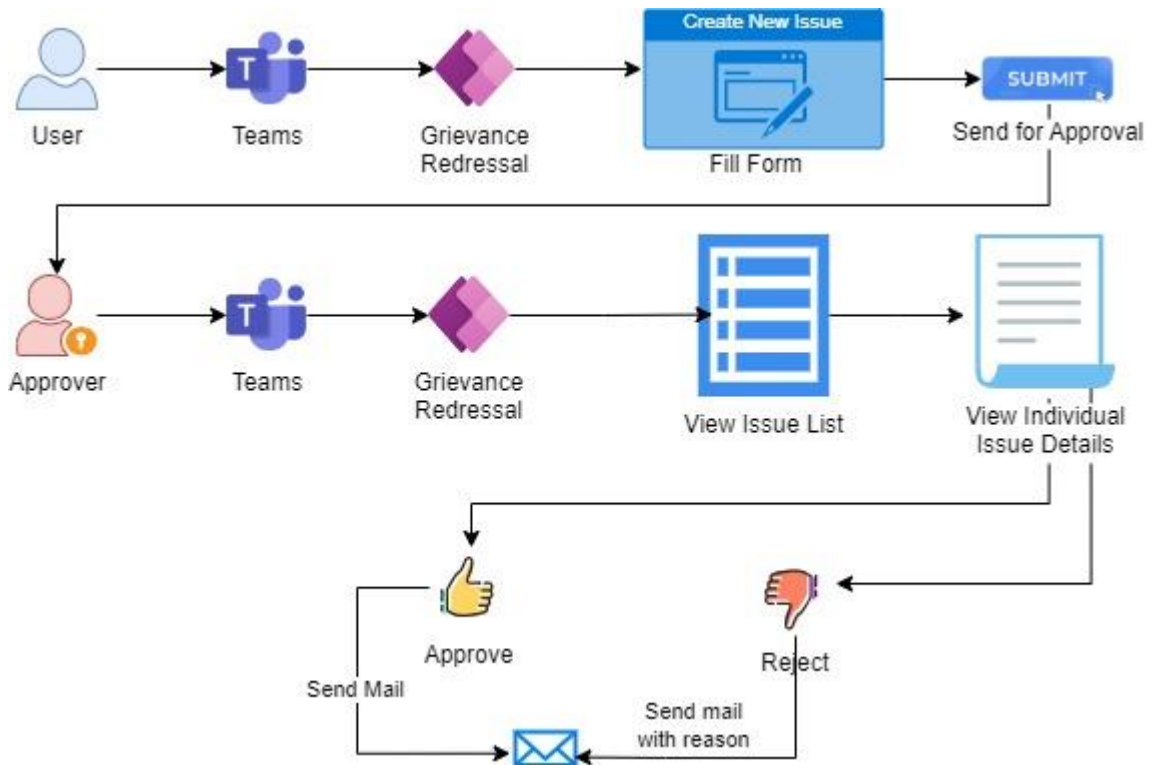 Create New Issue
T
SUBMIT
User
Teams
Grievance
Redressal
Fill Form
Send for Approval
T
Approver
Teams
Grievance
Redressal
View Issue List
View Individual
Issue Details
Approve
Reject
Send Mail
Send mail
with reason